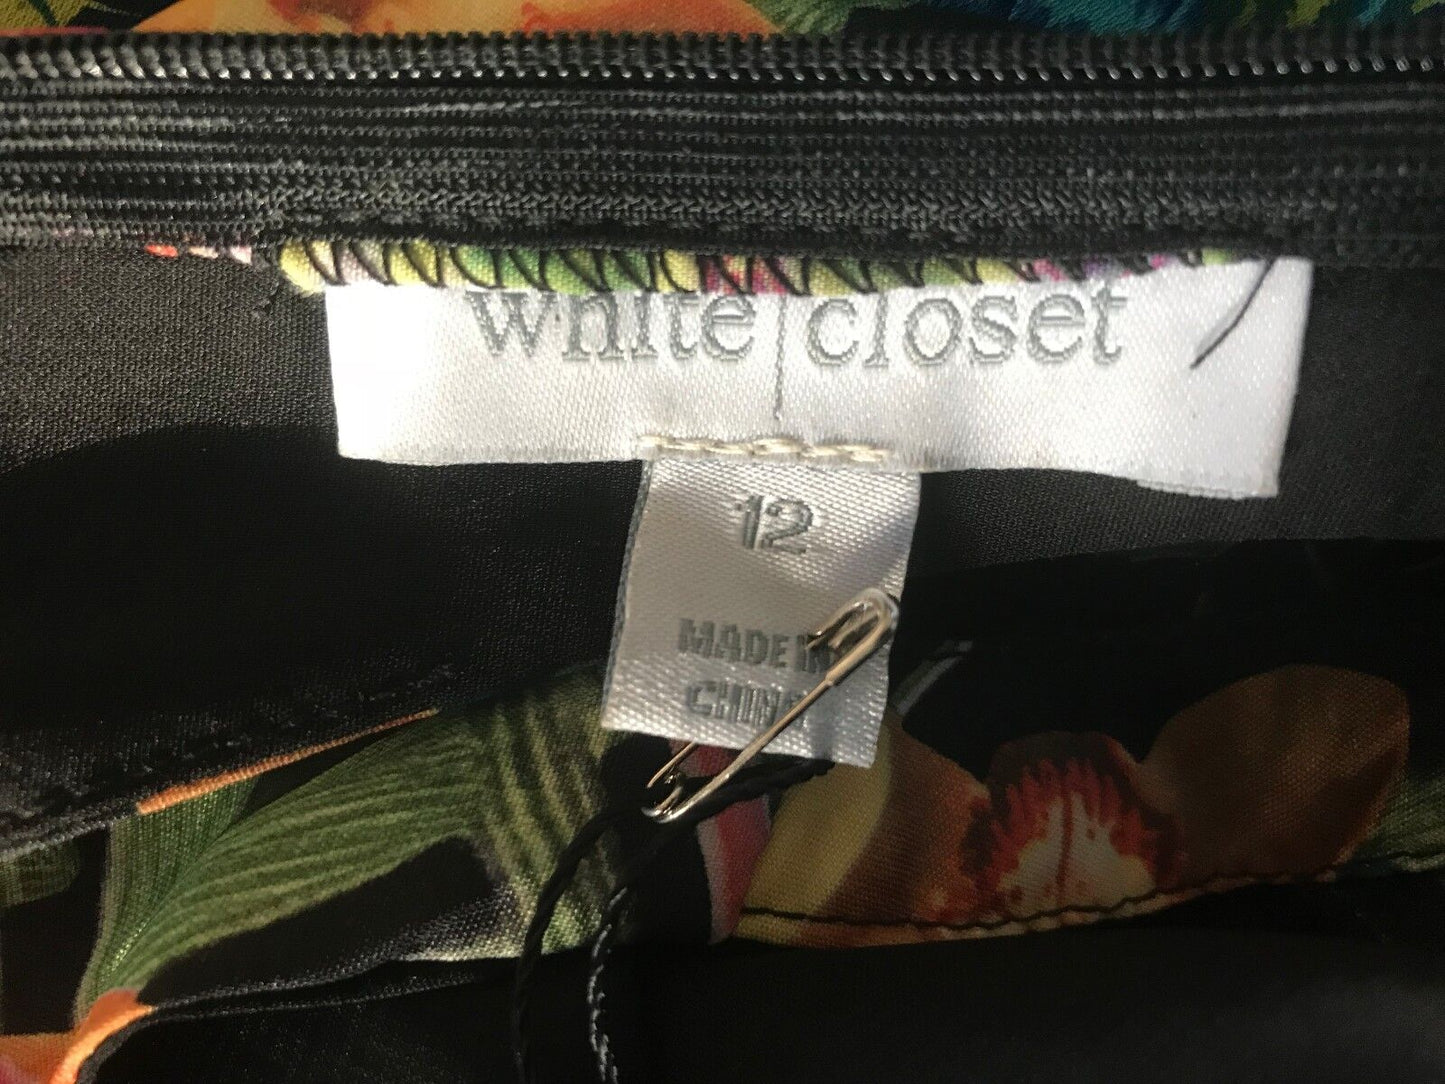 white | closet
12
MADE IN
CHINA